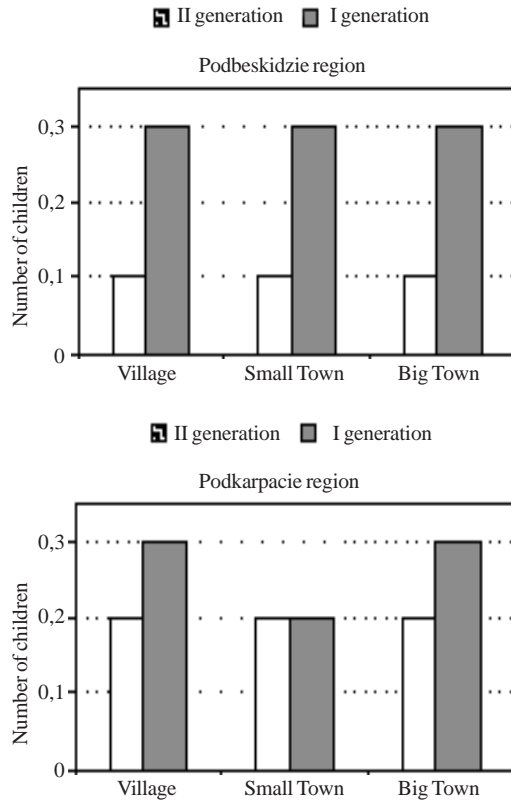 II generation I generation
Podbeskidzie region
Number of children
0,3
0,2
0,1
0
Village Small Town Big Town
II generation I generation
Podkarpacie region
Number of children
0,3
0,2
0,1
0
Village Small Town Big Town